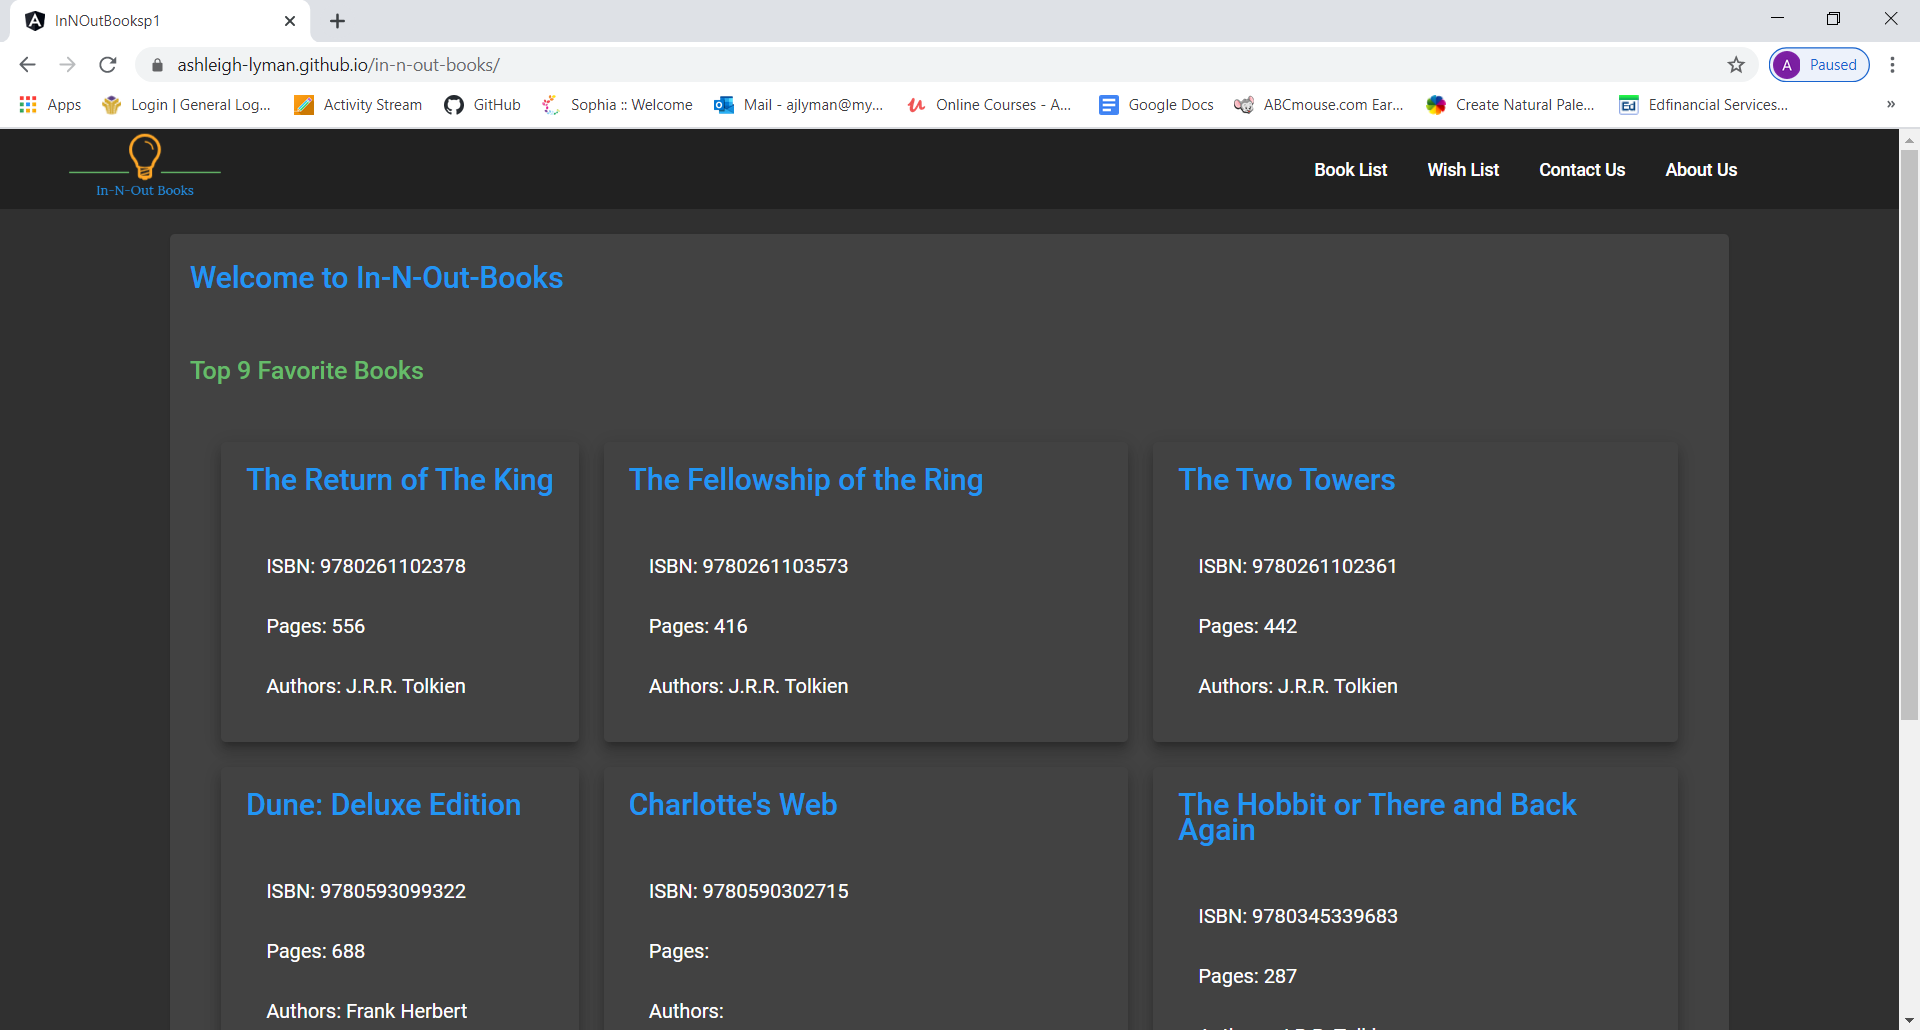 InNOutBooksp1
ashleigh-lyman.github.io/in-n-out-books/
A Paused
Apps Login | General Log... Activity Stream GitHub Sophia :: Welcome Mail - ajlyman@my... Online Courses - A... Google Docs ABCmouse.com Ear... Create Natural Pale... Ed Edfinancial Services... »
In-N-Out Books
Book List Wish List Contact Us About Us
Welcome to In-N-Out-Books
Top 9 Favorite Books
The Return of The King
ISBN: 9780261102378
Pages: 556
Authors: J.R.R. Tolkien
The Fellowship of the Ring
ISBN: 9780261103573
Pages: 416
Authors: J.R.R. Tolkien
The Two Towers
ISBN: 9780261102361
Pages: 442
Authors: J.R.R. Tolkien
Dune: Deluxe Edition
ISBN: 9780593099322
Pages: 688
Authors: Frank Herbert
Charlotte's Web
ISBN: 9780590302715
Pages:
Authors:
The Hobbit or There and Back
Again
ISBN: 9780345339683
Pages: 287